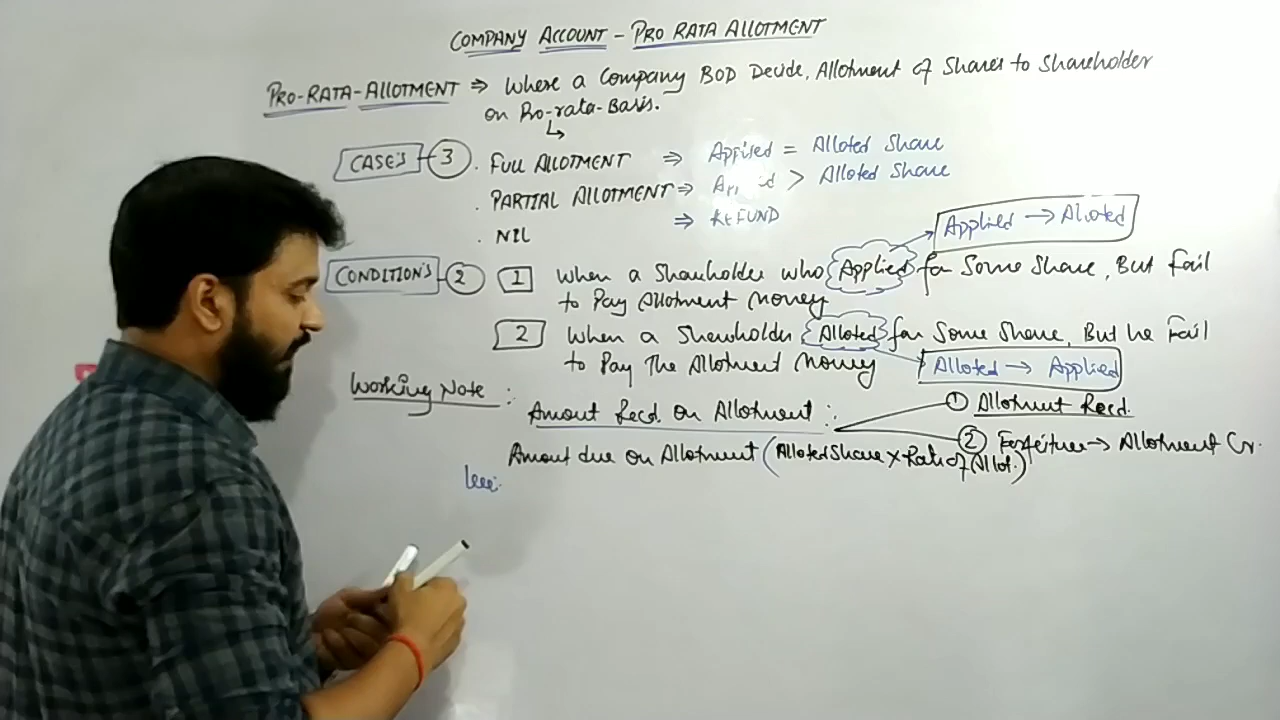 COMPANY ACCOUNT - PRO RATA ALLOTMENT
PRO-RATA-ALLOTMENT ⇒ Where a Company BOD Decide, Allotment of Shares to Shareholder
on Pro-rata-Basis.
CASE'S 3 . FULL ALLOTMENT ⇒ Applied = Alloted Share
. PARTIAL ALLOTMENT ⇒ > Alloted Share
. NIL ⇒ REFUND
Applied → Alloted
CONDITION'S 2 1 When a Shareholder who Applied for Some Share, But fail
to Pay Allotment Money
2 When a Shareholder Alloted for Some Share, But he Fail
to Pay The Allotment Money
Alloted → Applied
Working Note :
Amount Recd. on Allotment :. 1 Allotment Recd.
2 Forfeiture → Allotment Cr.
Amount due on Allotment (Alloted Share X Rate of Allot.)
less: